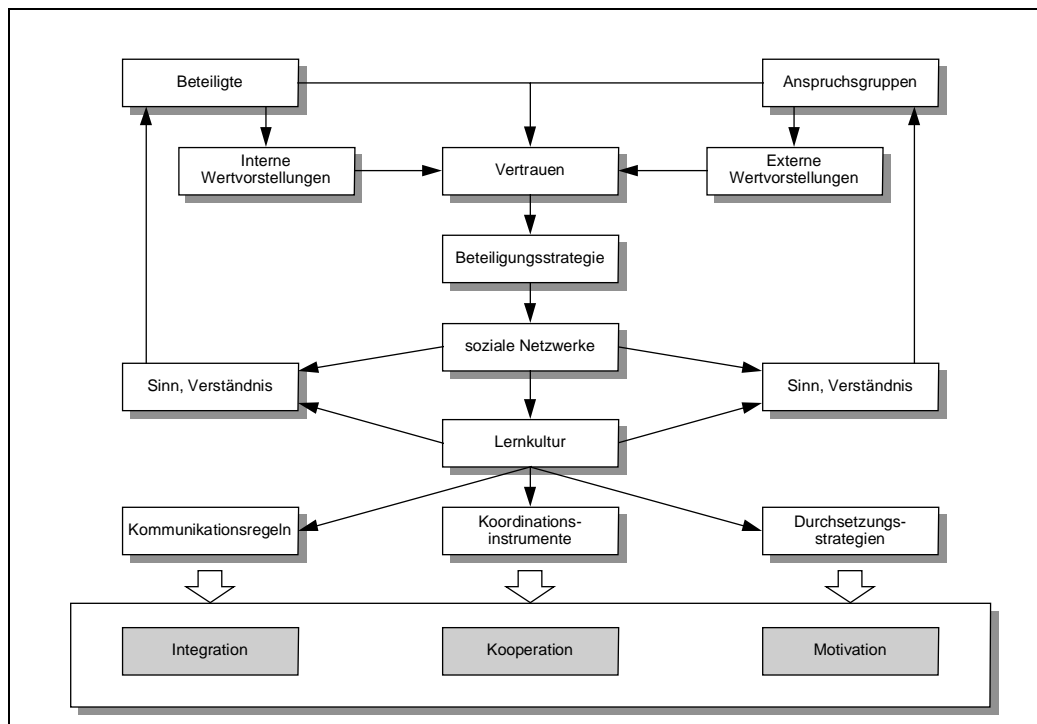 Beteiligte
Anspruchsgruppen
Interne
Wertvorstellungen
Vertrauen
Externe
Wertvorstellungen
Beteiligungsstrategie
soziale Netzwerke
Sinn, Verständnis
Sinn, Verständnis
Lernkultur
Kommunikationsregeln
Koordinations-
instrumente
Durchsetzungs-
strategien
Integration
Kooperation
Motivation